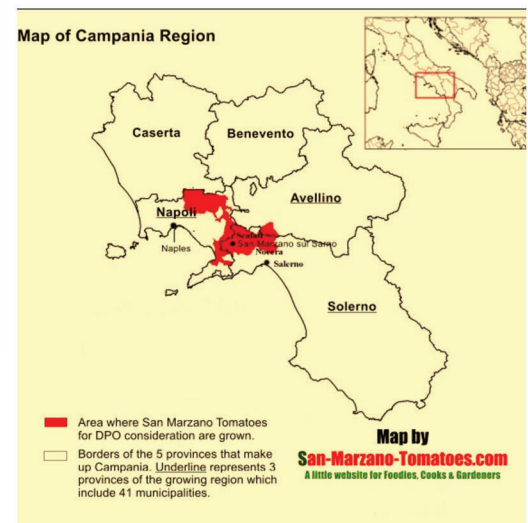 Map of Campania Region
Caserta
Benevento
Avellino
Napoli
Naples
Scafati
San Marzano sul Sarno
Nocera
Salerno
Solerno
Area where San Marzano Tomatoes
for DPO consideration are grown.
Borders of the 5 provinces that make
up Campania. Underline represents 3
provinces of the growing region which
include 41 municipalities.
Map by
San-Marzano-Tomatoes.com
A little website for Foodies, Cooks & Gardeners